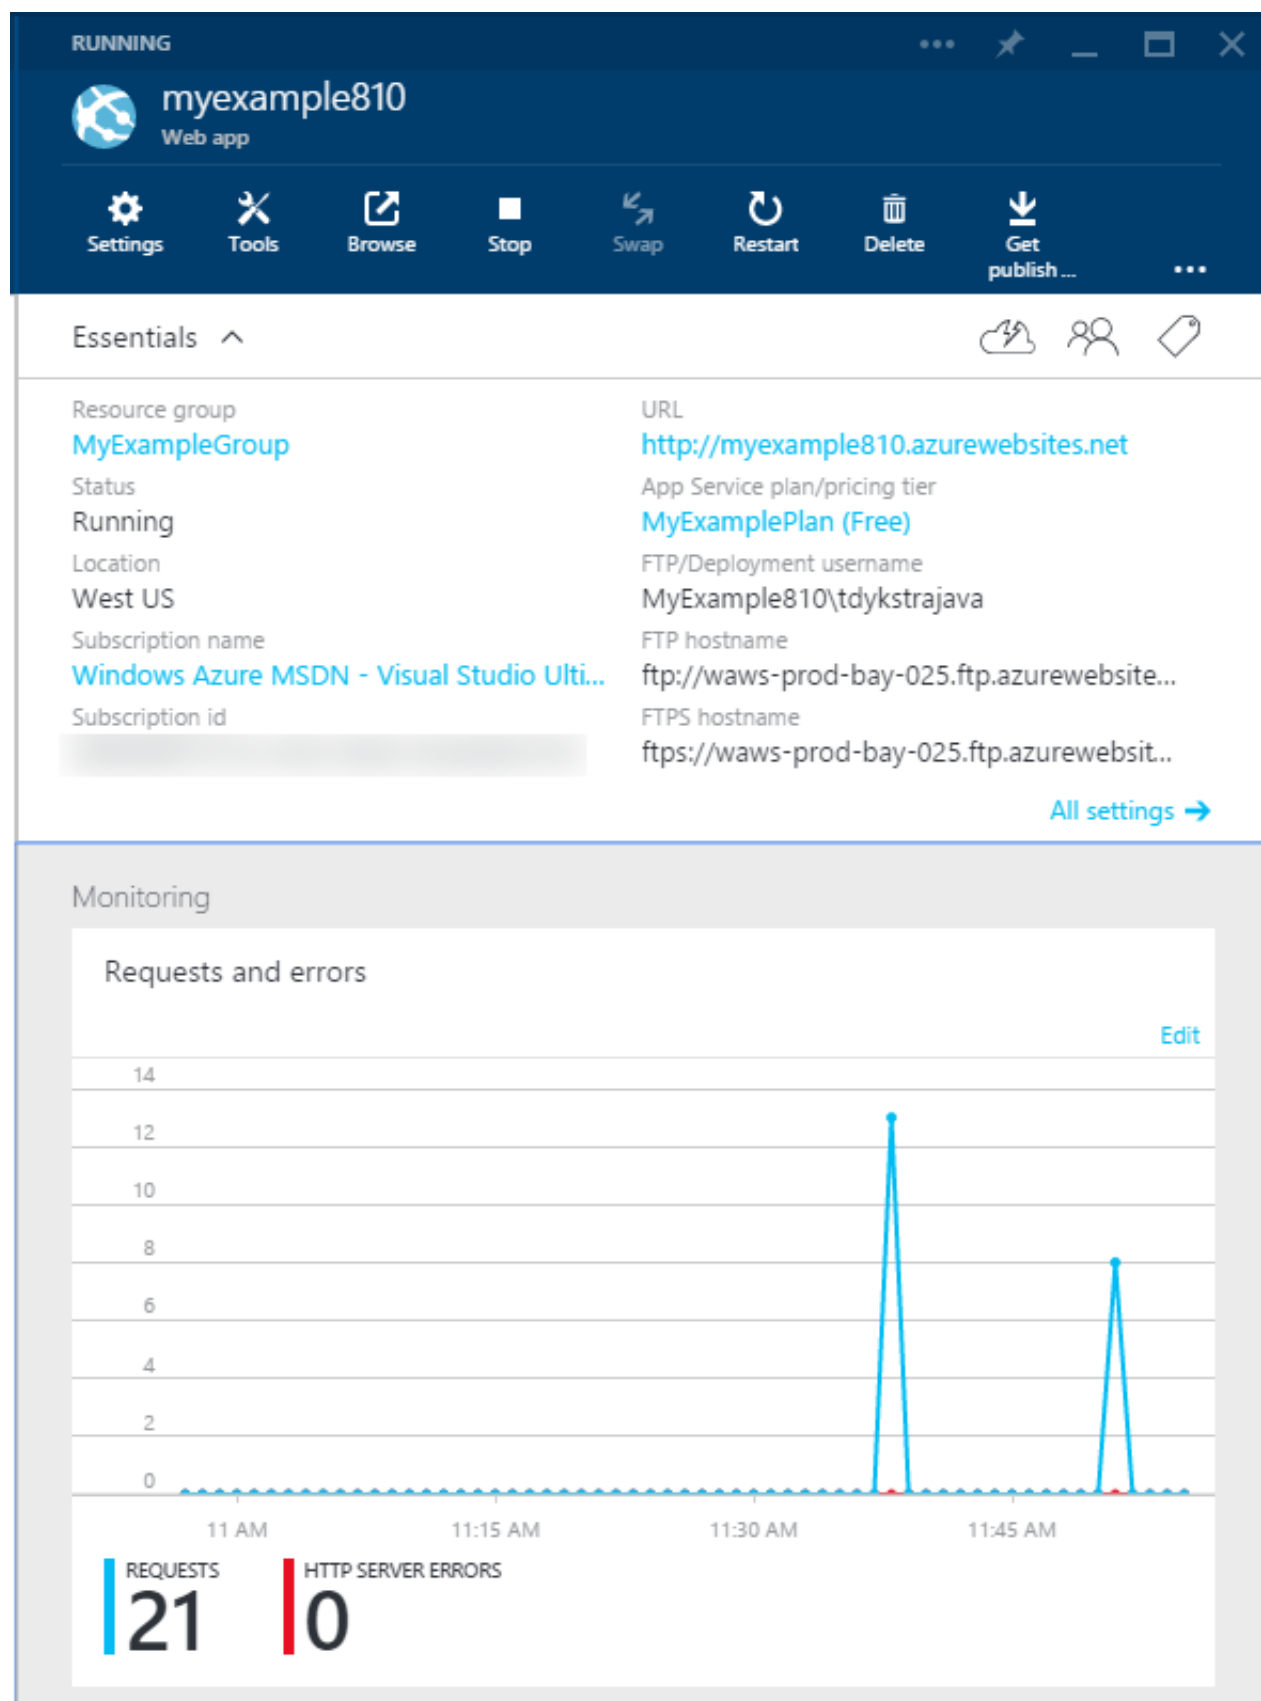 RUNNING
myexample810
Web app
Settings
Tools
Browse
Stop
Swap
Restart
Delete
Get
publish ...
Essentials
Resource group
MyExampleGroup
URL
http://myexample810.azurewebsites.net
Status
Running
App Service plan/pricing tier
MyExamplePlan (Free)
Location
West US
FTP/Deployment username
MyExample810\tdykstrajava
Subscription name
Windows Azure MSDN - Visual Studio Ulti...
FTP hostname
ftp://waws-prod-bay-025.ftp.azurewebsite...
Subscription id
FTPS hostname
ftps://waws-prod-bay-025.ftp.azurewebsit...
All settings
Monitoring
Requests and errors
Edit
14
12
10
8
6
4
2
0
11 AM
11:15 AM
11:30 AM
11:45 AM
REQUESTS
21
HTTP SERVER ERRORS
0